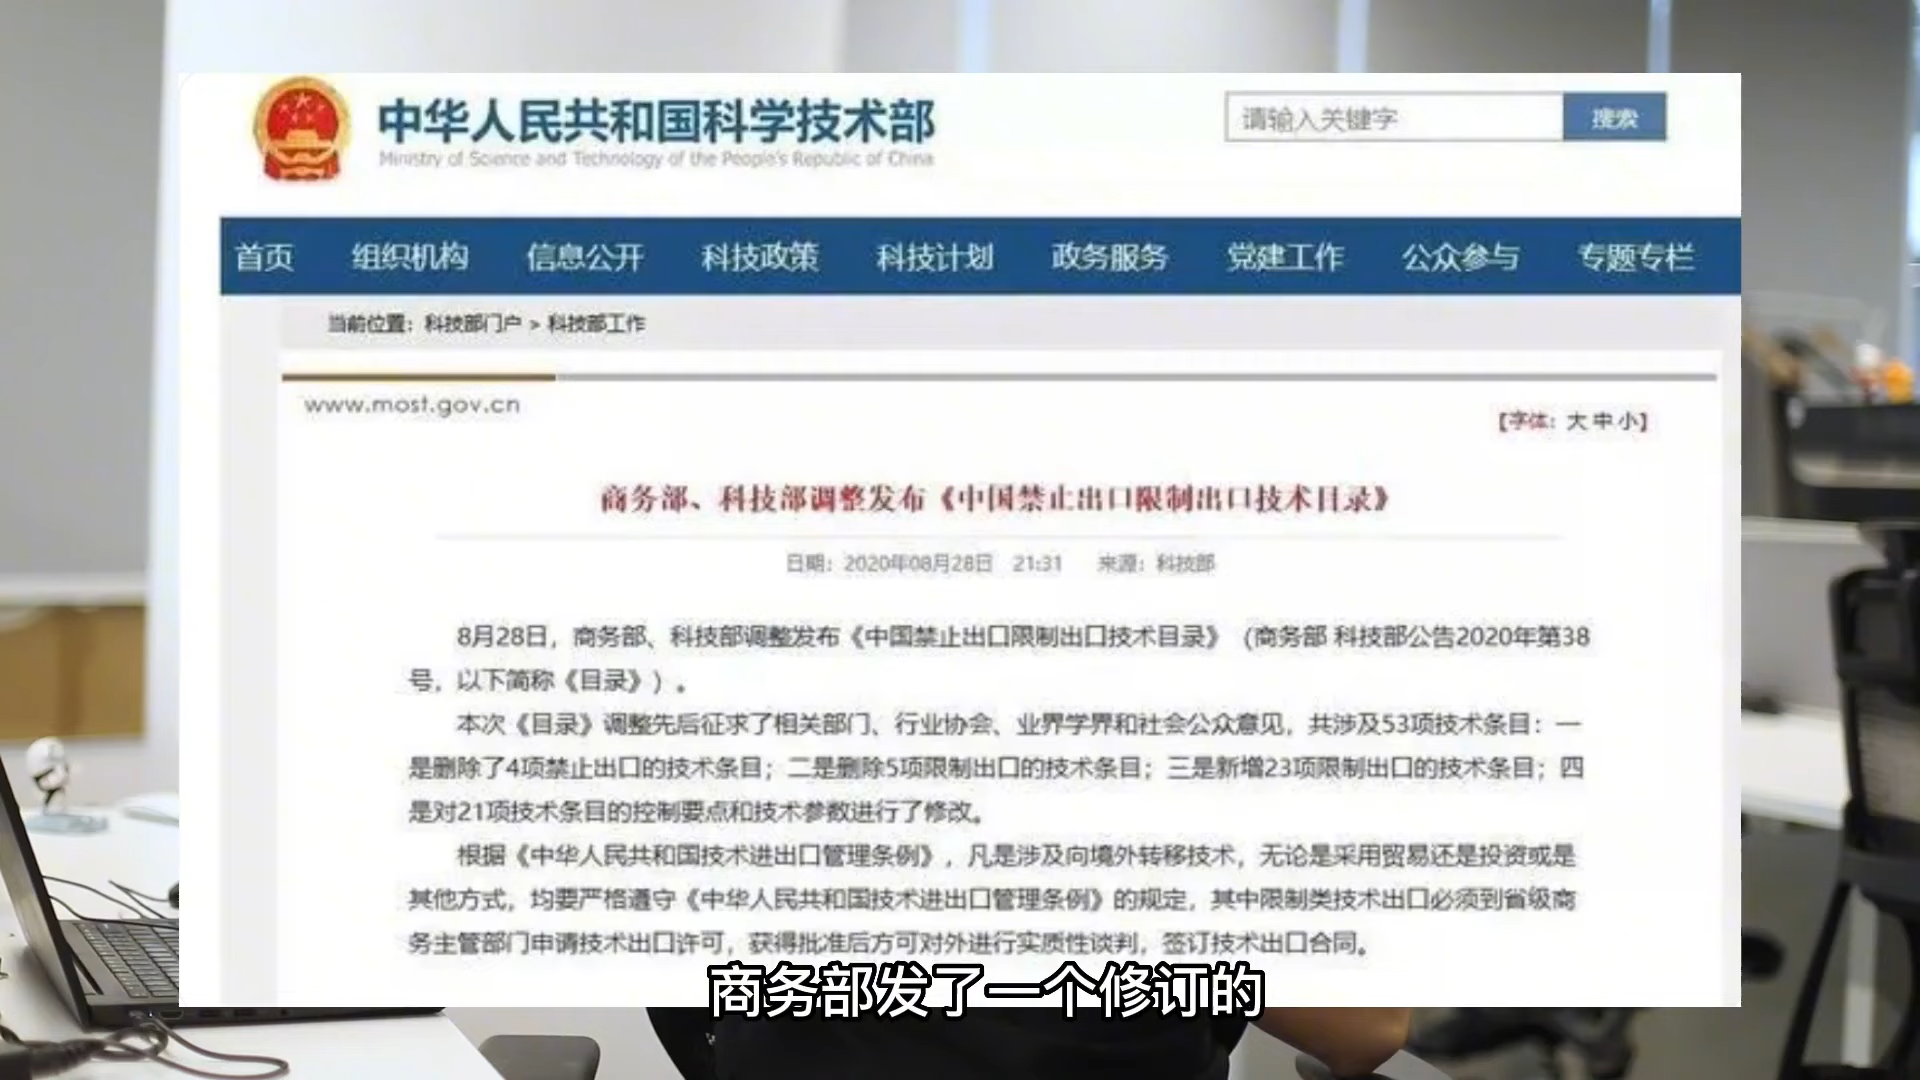 中华人民共和国科学技术部
Ministry of Science and Technology of the People's Republic of China
请输入关键字 搜索
首页 组织机构 信息公开 科技政策 科技计划 政务服务 党建工作 公众参与 专题专栏
当前位置：科技部门户 > 科技部工作
www.most.gov.cn
【字体：大 中 小】
商务部、科技部调整发布《中国禁止出口限制出口技术目录》
日期：2020年08月28日 21:31 来源：科技部
8月28日，商务部、科技部调整发布《中国禁止出口限制出口技术目录》（商务部 科技部公告2020年第38
号，以下简称《目录》）。
本次《目录》调整先后征求了相关部门、行业协会、业界学界和社会公众意见，共涉及53项技术条目：一
是删除了4项禁止出口的技术条目；二是删除5项限制出口的技术条目；三是新增23项限制出口的技术条目；四
是对21项技术条目的控制要点和技术参数进行了修改。
根据《中华人民共和国技术进出口管理条例》，凡是涉及向境外转移技术，无论是采用贸易还是投资或是
其他方式，均要严格遵守《中华人民共和国技术进出口管理条例》的规定，其中限制类技术出口必须到省级商
务主管部门申请技术出口许可，获得批准后方可对外进行实质性谈判，签订技术出口合同。
商务部发了一个修订的